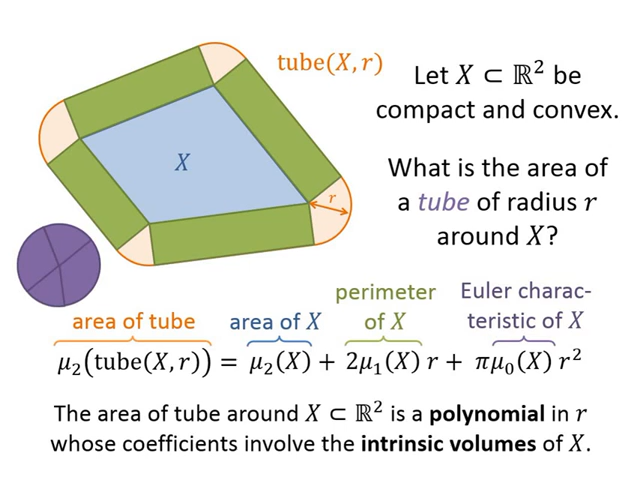 tube(X, r)
Let X ⊂ ℝ² be
compact and convex.
What is the area of
a tube of radius r
around X?
X
r
perimeter
Euler charac-
area of tube
area of X
of X
teristic of X
μ₂(tube(X, r)) = μ₂(X) + 2μ₁(X) r + πμ₀(X) r²
The area of tube around X ⊂ ℝ² is a polynomial in r
whose coefficients involve the intrinsic volumes of X.